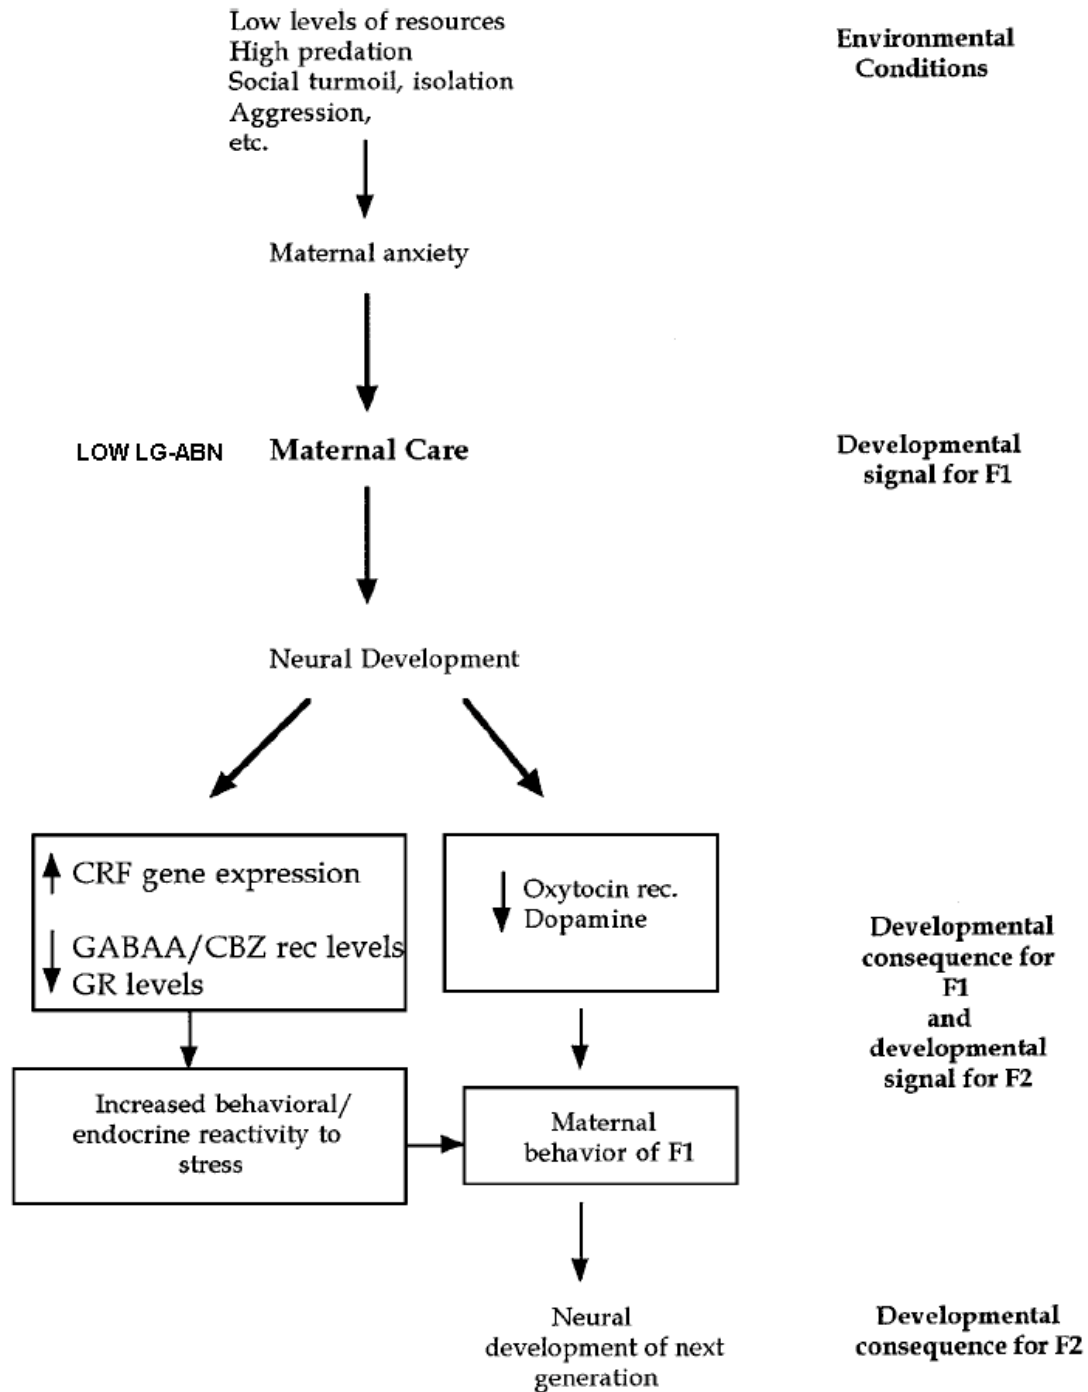 Low levels of resources
High predation
Social turmoil, isolation
Aggression,
etc.
Environmental
Conditions
Maternal anxiety
LOW LG-ABN
Maternal Care
Developmental
signal for F1
Neural Development
CRF gene expression
GABAA/CBZ rec levels
GR levels
Oxytocin rec.
Dopamine
Developmental
consequence for
F1
and
developmental
signal for F2
Increased behavioral/
endocrine reactivity to
stress
Maternal
behavior of F1
Neural
development of next
generation
Developmental
consequence for F2